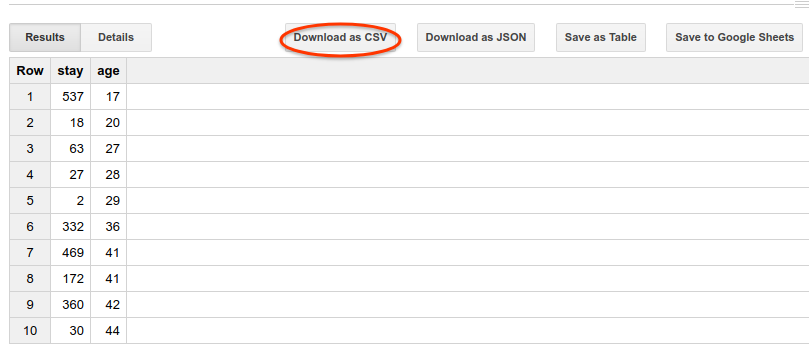 Results Details Download as CSV Download as JSON Save as Table Save to Google Sheets
Row stay age
1 537 17
2 18 20
3 63 27
4 27 28
5 2 29
6 332 36
7 469 41
8 172 41
9 360 42
10 30 44